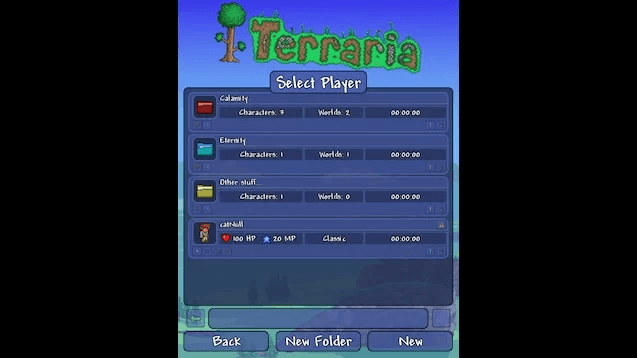 Terraria
Select Player
Calamity
Characters: 3 Worlds: 2 00:00:00
Eternity
Characters: 1 Worlds: 1 00:00:00
Other stuff...
Characters: 1 Worlds: 0 00:00:00
catNull
100 HP 20 MP Classic 00:00:00
Back New Folder New